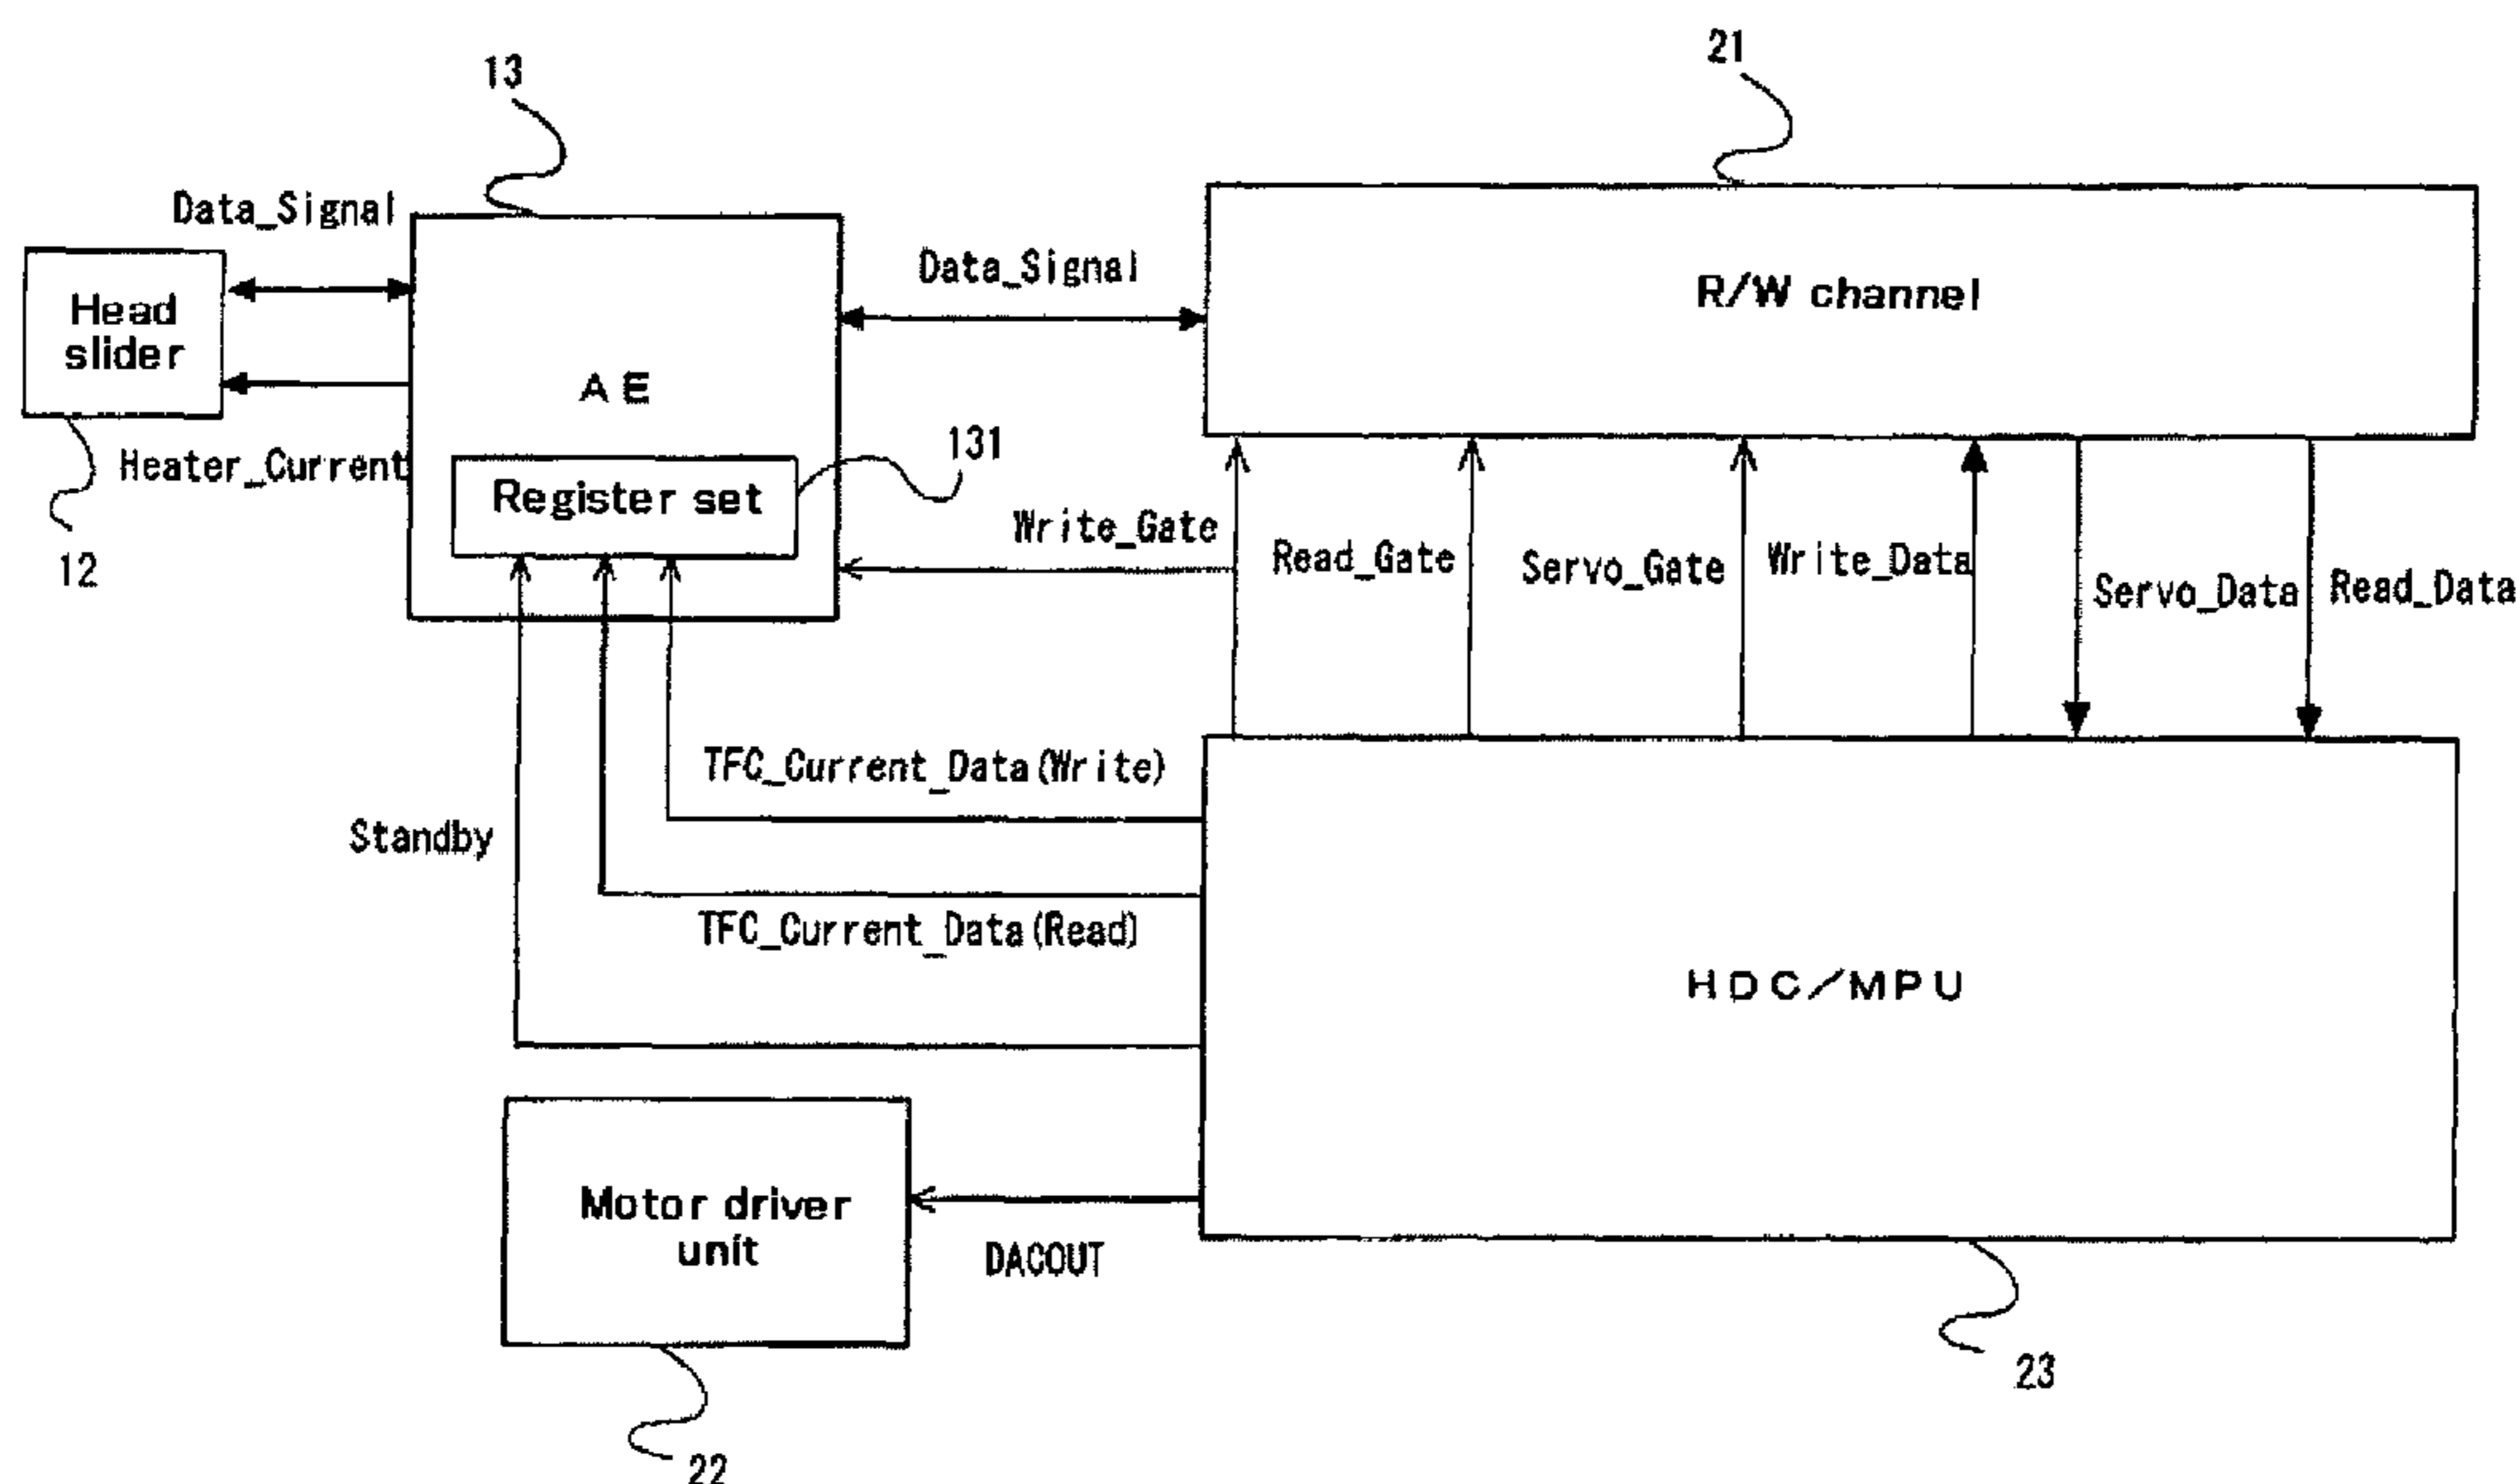 13
21
Data_Signal
Head
slider
Data_Signal
R/W channel
AE
131
Heater_Current
Register set
12
Write_Gate
Read_Gate
Servo_Gate
Write_Data
Servo_Data
Read_Data
TFC_Current_Data(Write)
Standby
TFC_Current_Data(Read)
HDC/MPU
Motor driver
unit
DACOUT
23
22